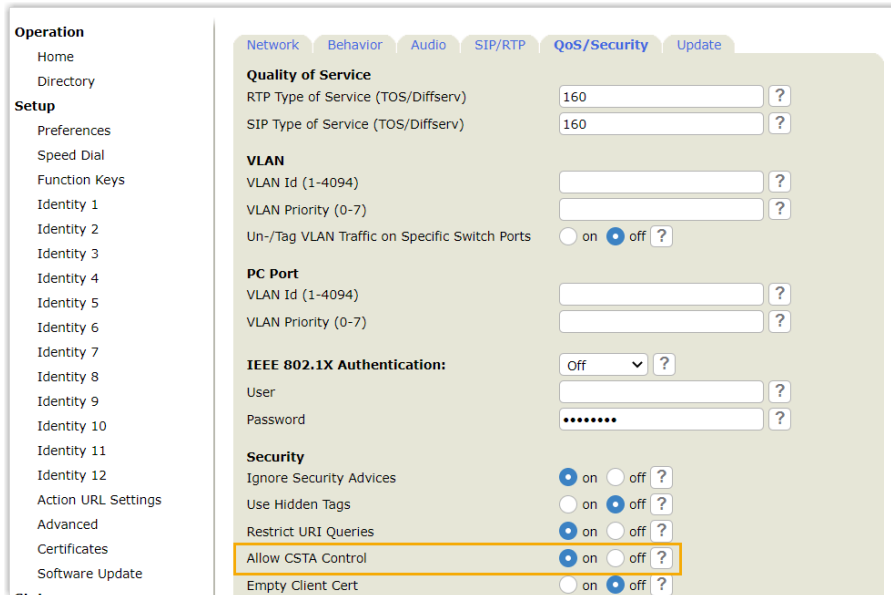 Operation
Home
Directory
Setup
Preferences
Speed Dial
Function Keys
Identity 1
Identity 2
Identity 3
Identity 4
Identity 5
Identity 6
Identity 7
Identity 8
Identity 9
Identity 10
Identity 11
Identity 12
Action URL Settings
Advanced
Certificates
Software Update
Network Behavior Audio SIP/RTP QoS/Security Update
Quality of Service
RTP Type of Service (TOS/Diffserv) 160 ?
SIP Type of Service (TOS/Diffserv) 160 ?
VLAN
VLAN Id (1-4094) ?
VLAN Priority (0-7) ?
Un-/Tag VLAN Traffic on Specific Switch Ports on off ?
PC Port
VLAN Id (1-4094) ?
VLAN Priority (0-7) ?
IEEE 802.1X Authentication: Off ?
User ?
Password •••••••• ?
Security
Ignore Security Advices on off ?
Use Hidden Tags on off ?
Restrict URI Queries on off ?
Allow CSTA Control on off ?
Empty Client Cert on off ?